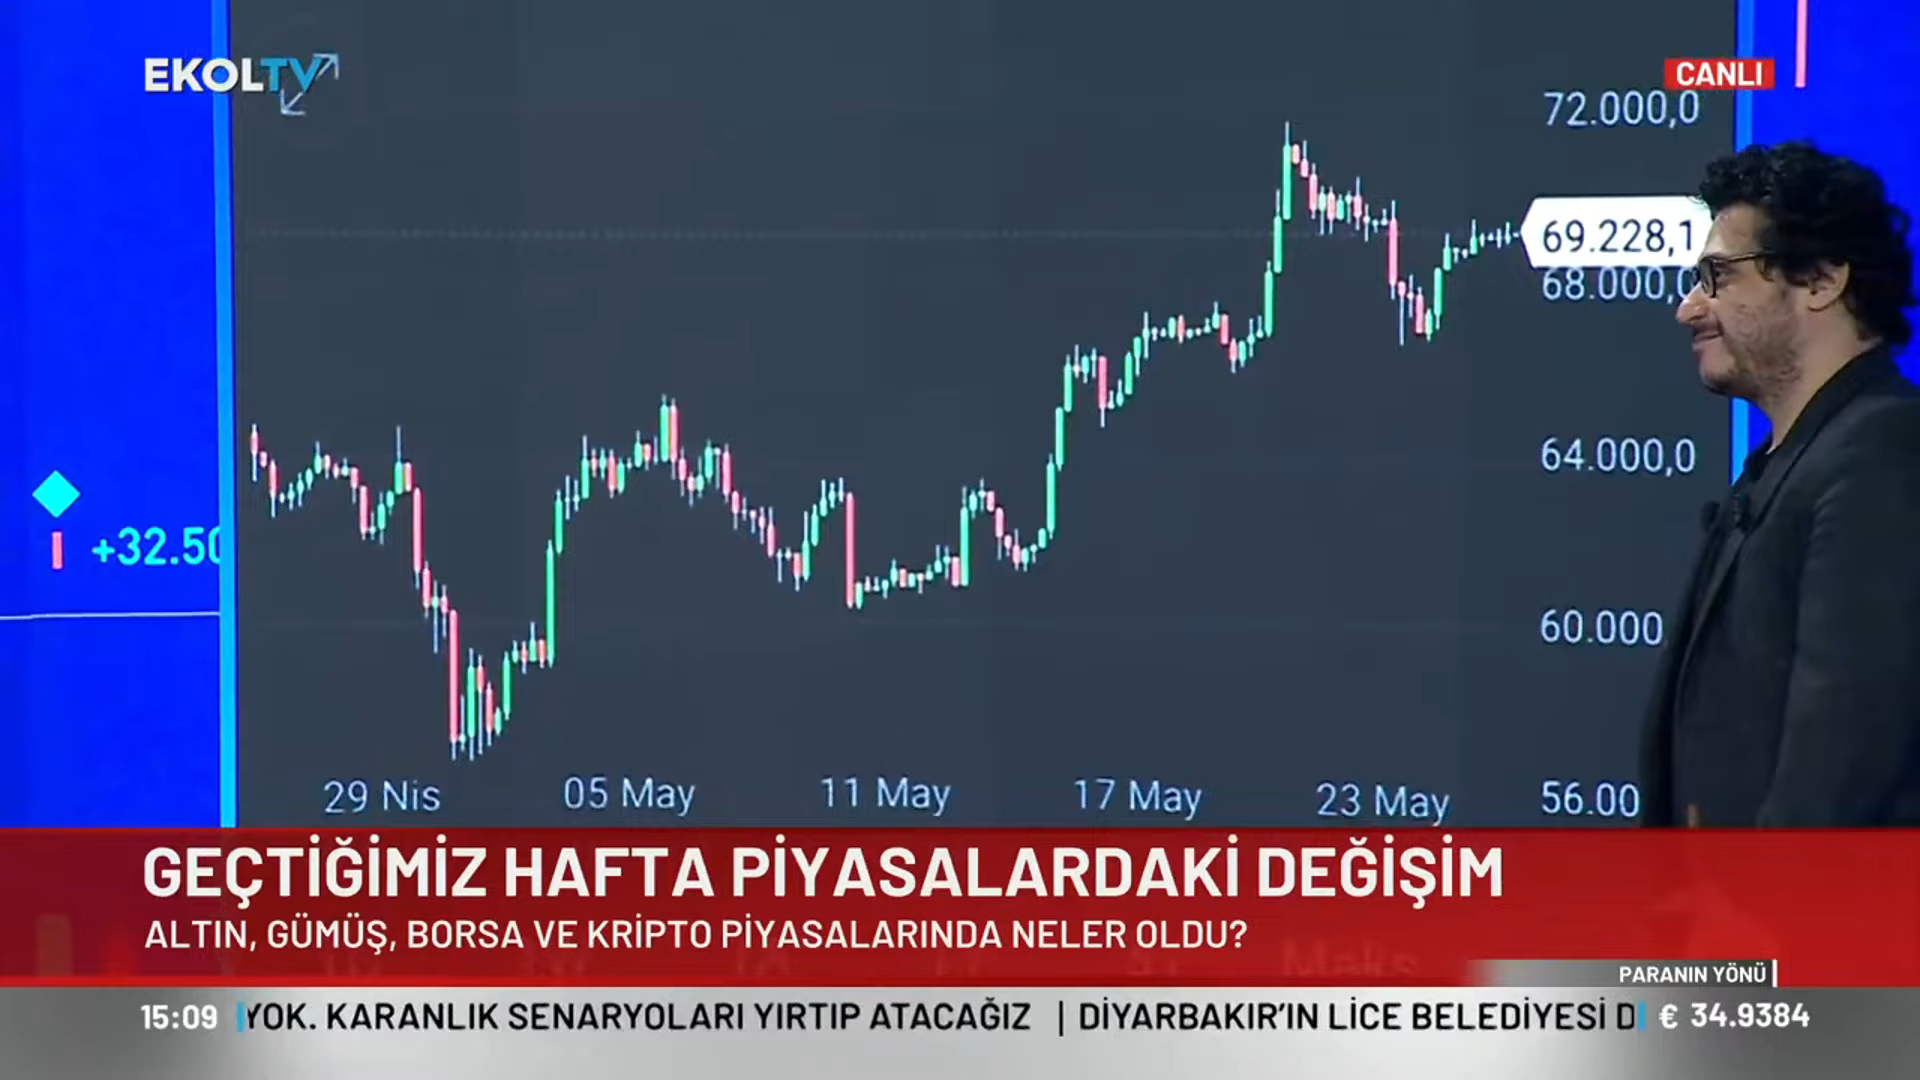 EKOLTV
CANLI
72.000,0
69.228,1
68.000,0
64.000,0
+32.50
60.000
56.00
29 Nis
05 May
11 May
17 May
23 May
GEÇTİĞİMİZ HAFTA PİYASALARDAKİ DEĞİŞİM
ALTIN, GÜMÜŞ, BORSA VE KRİPTO PİYASALARINDA NELER OLDU?
PARANIN YÖNÜ
15:09
YOK. KARANLIK SENARYOLARI YIRTIP ATACAĞIZ | DİYARBAKIR'IN LİCE BELEDİYESİ D
€ 34.9384